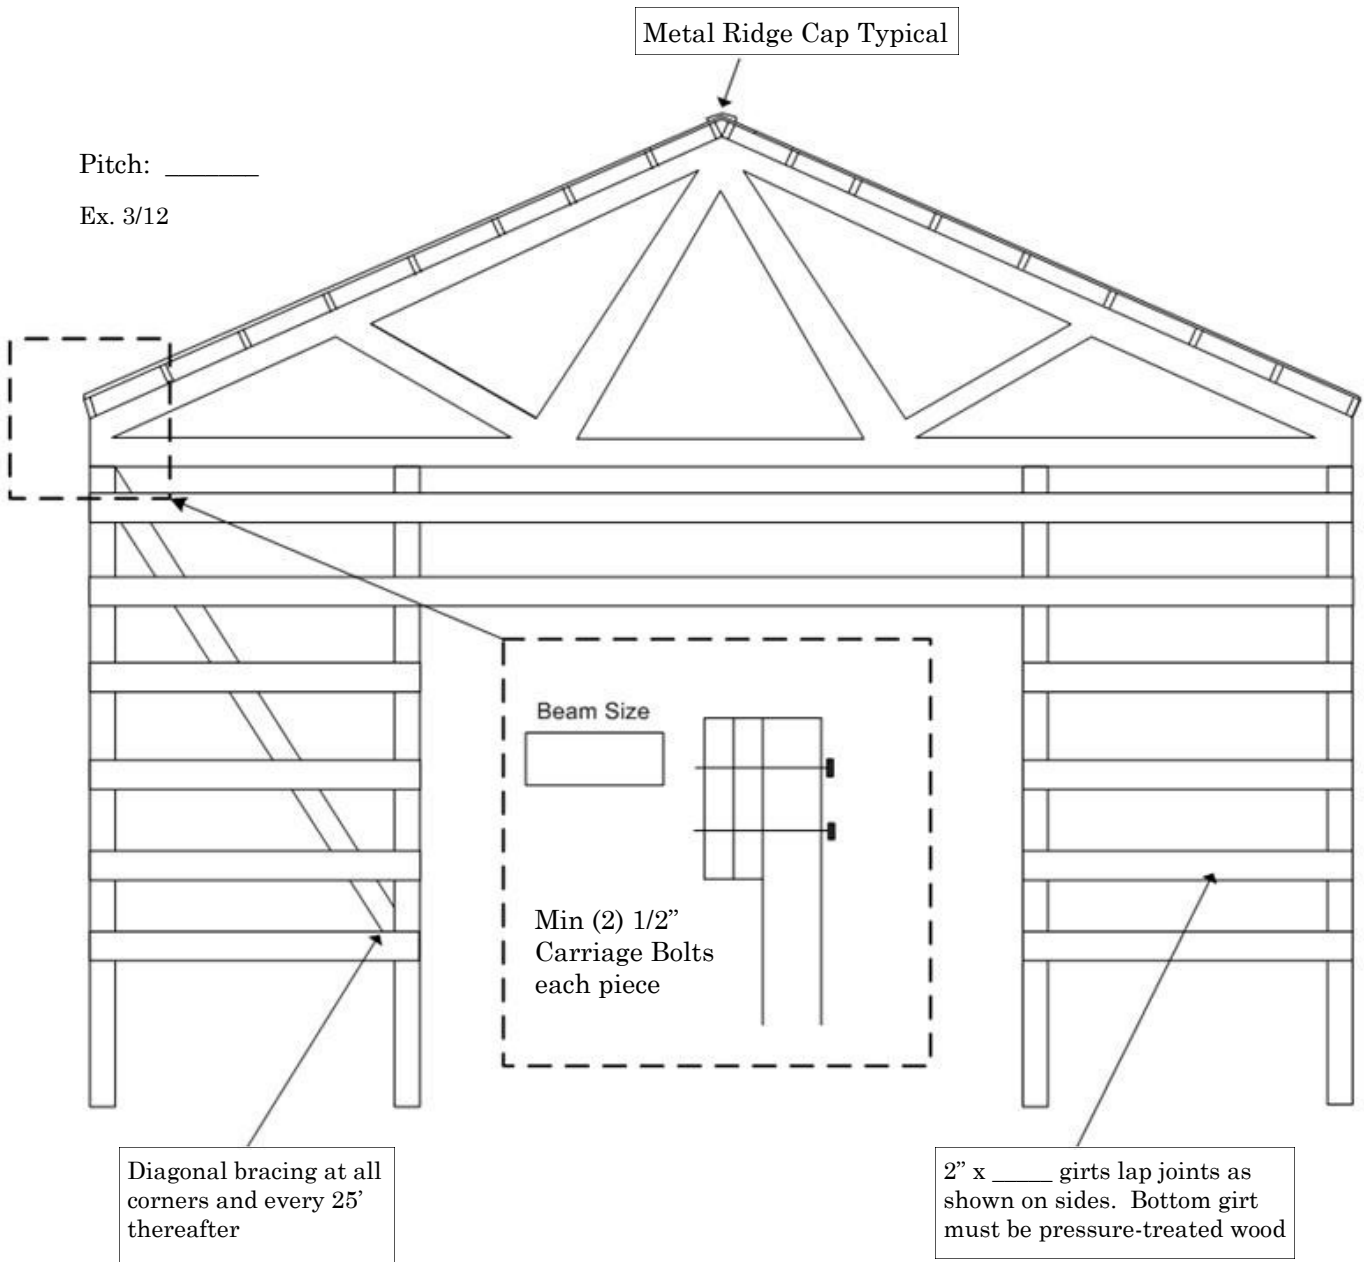 Metal Ridge Cap Typical
Pitch: _______
Ex. 3/12
Beam Size
Min (2) 1/2”
Carriage Bolts
each piece
Diagonal bracing at all
corners and every 25’
thereafter
2” x _____ girts lap joints as
shown on sides.  Bottom girt
must be pressure-treated wood